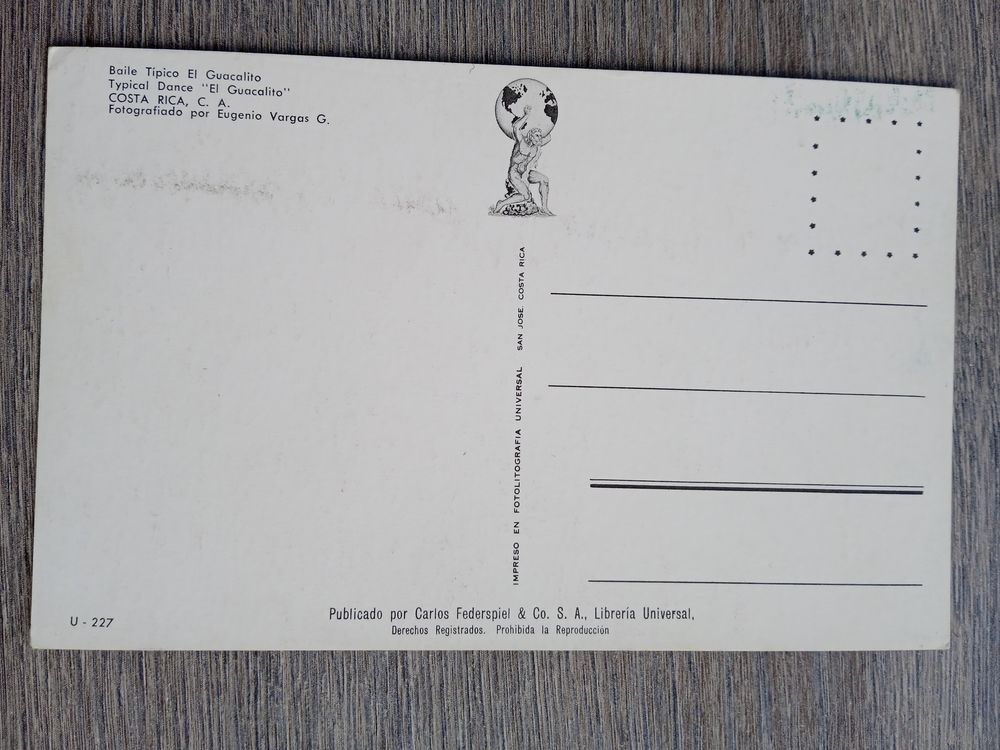 Baile Típico El Guacalito
Typical Dance "El Guacalito"
COSTA RICA, C. A.
Fotografiado por Eugenio Vargas G.
IMPRESO EN FOTOLITOGRAFIA UNIVERSAL SAN JOSE. COSTA RICA
U - 227
Publicado por Carlos Federspiel & Co. S. A., Librería Universal,
Derechos Registrados. Prohibida la Reproducción